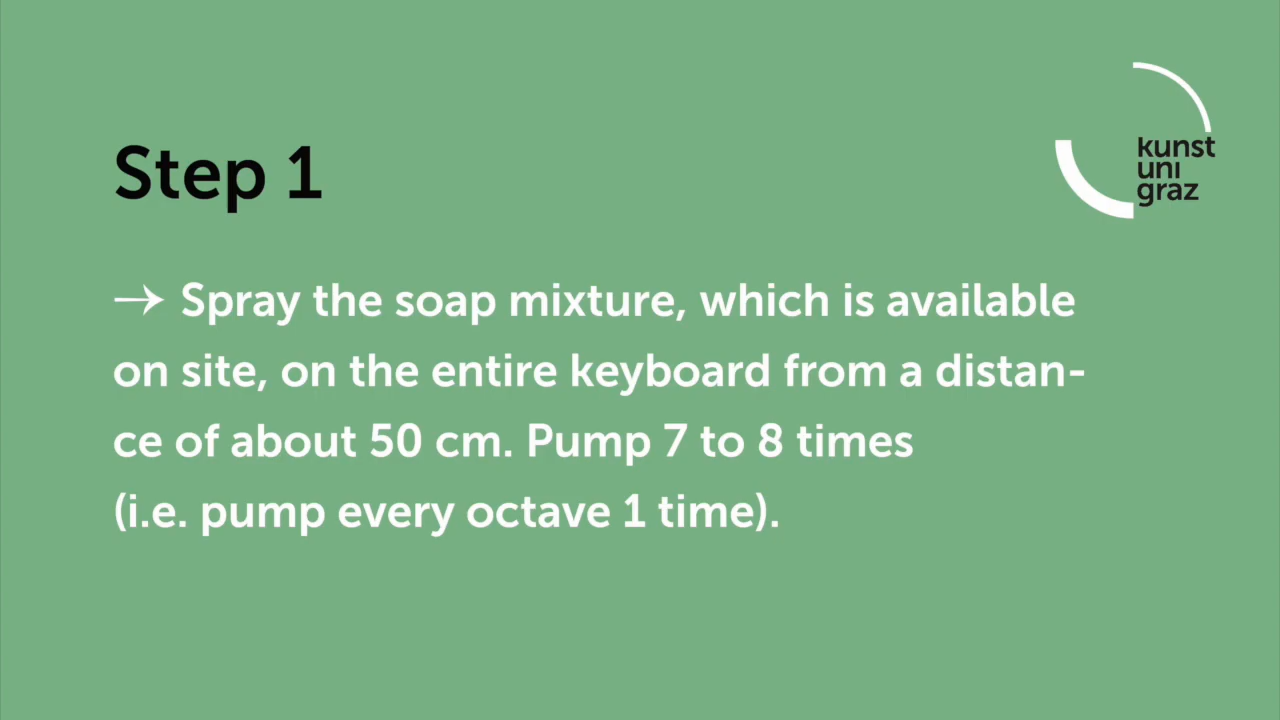 kunst
uni
graz
Step 1
→ Spray the soap mixture, which is available
on site, on the entire keyboard from a distan-
ce of about 50 cm. Pump 7 to 8 times
(i.e. pump every octave 1 time).